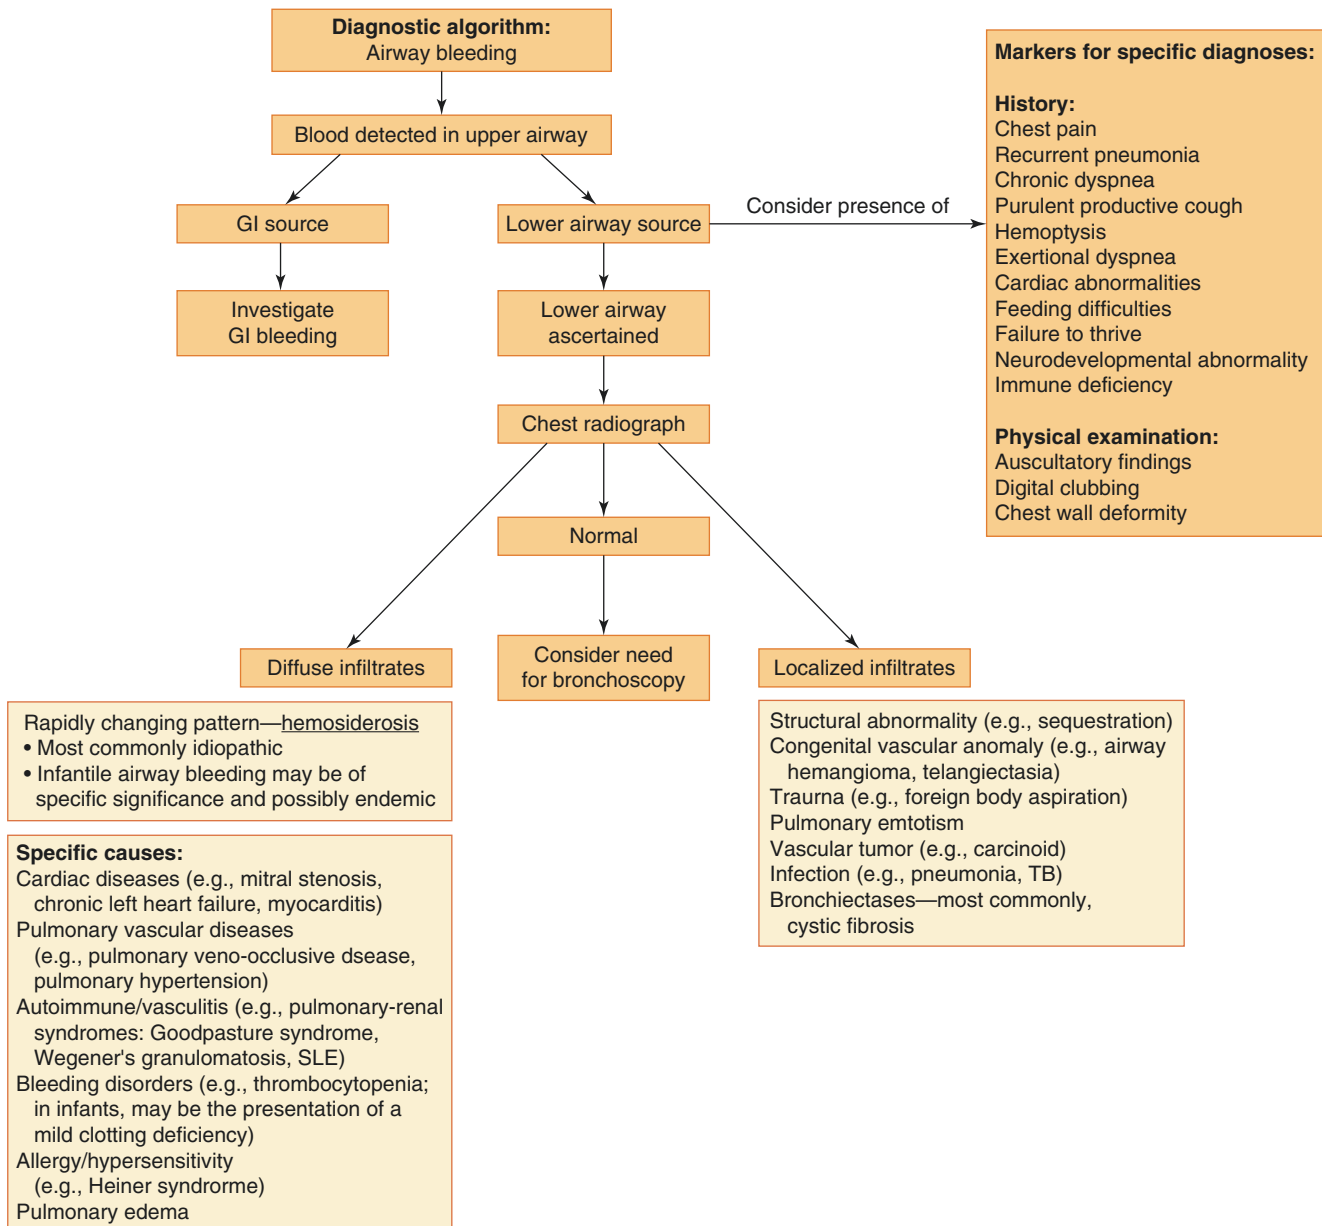 Diagnostic algorithm:
Airway bleeding
Blood detected in upper airway
GI source
Lower airway source
Consider presence of
Investigate
GI bleeding
Lower airway
ascertained
Chest radiograph
Normal
Consider need
for bronchoscopy
Markers for specific diagnoses:
History:
Chest pain
Recurrent pneumonia
Chronic dyspnea
Purulent productive cough
Hemoptysis
Exertional dyspnea
Cardiac abnormalities
Feeding difficulties
Failure to thrive
Neurodevelopmental abnormality
Immune deficiency
Physical examination:
Auscultatory findings
Digital clubbing
Chest wall deformity
Diffuse infiltrates
Rapidly changing pattern—hemosiderosis
• Most commonly idiopathic
• Infantile airway bleeding may be of
specific significance and possibly endemic
Specific causes:
Cardiac diseases (e.g., mitral stenosis,
chronic left heart failure, myocarditis)
Pulmonary vascular diseases
(e.g., pulmonary veno-occlusive dsease,
pulmonary hypertension)
Autoimmune/vasculitis (e.g., pulmonary-renal
syndromes: Goodpasture syndrome,
Wegener's granulomatosis, SLE)
Bleeding disorders (e.g., thrombocytopenia;
in infants, may be the presentation of a
mild clotting deficiency)
Allergy/hypersensitivity
(e.g., Heiner syndrorme)
Pulmonary edema
Localized infiltrates
Structural abnormality (e.g., sequestration)
Congenital vascular anomaly (e.g., airway
hemangioma, telangiectasia)
Traurna (e.g., foreign body aspiration)
Pulmonary emtotism
Vascular tumor (e.g., carcinoid)
Infection (e.g., pneumonia, TB)
Bronchiectases—most commonly,
cystic fibrosis